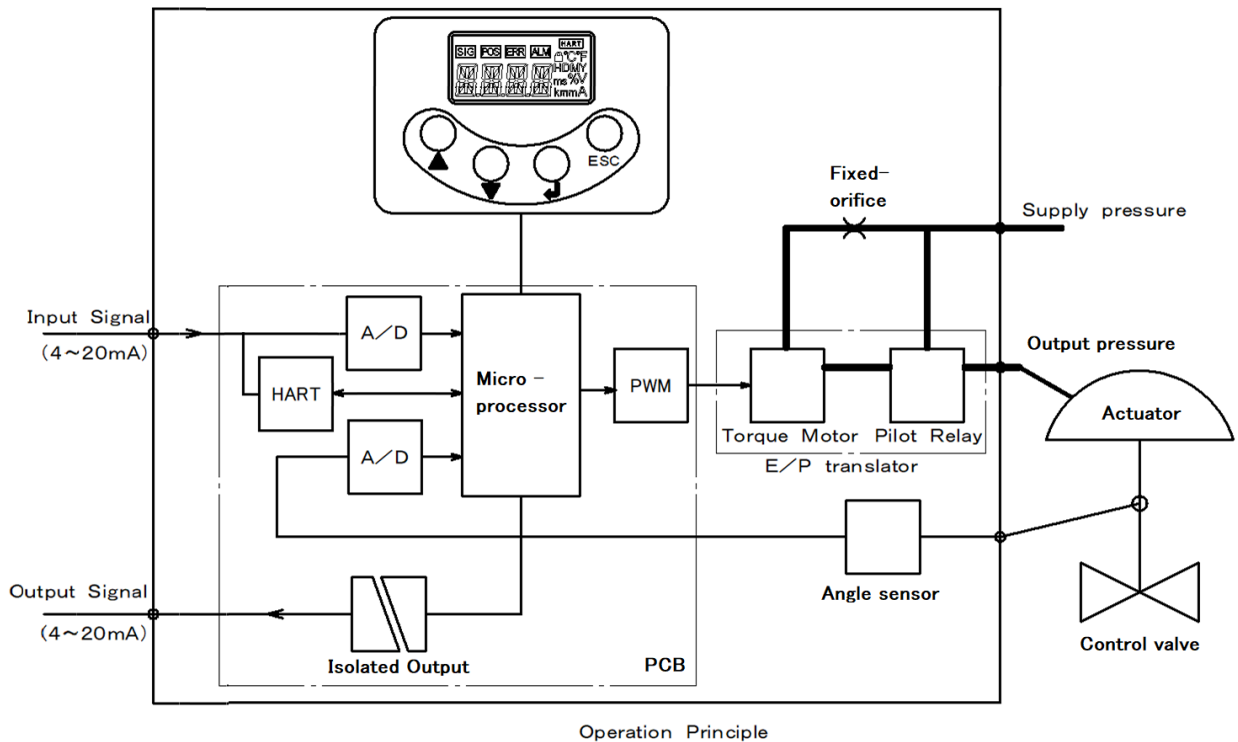 HART
SIG POS ERR ALM
℃℉
HDMY
ms%V
kmmA
ESC
Fixed-
orifice
Supply pressure
Input Signal
(4～20mA)
A/D
HART
Micro-
processor
PWM
A/D
Output pressure
Actuator
Torque Motor Pilot Relay
E/P translator
Angle sensor
Output Signal
(4～20mA)
Isolated Output
PCB
Control valve
Operation Principle